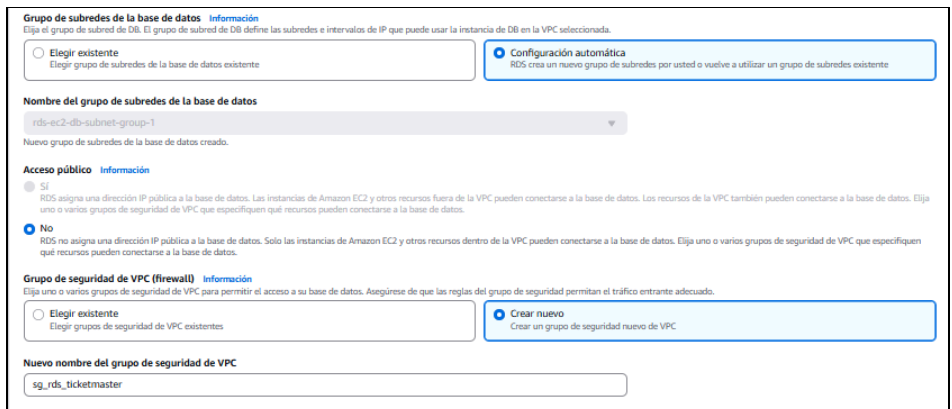 Grupo de subredes de la base de datos Información
Elija el grupo de subred de DB. El grupo de subred de DB define las subredes e intervalos de IP que puede usar la instancia de DB en la VPC seleccionada.
Elegir existente
Elegir grupo de subredes de la base de datos existente
Configuración automática
RDS crea un nuevo grupo de subredes por usted o vuelve a utilizar un grupo de subredes existente
Nombre del grupo de subredes de la base de datos
rds-ec2-db-subnet-group-1
Nuevo grupo de subredes de la base de datos creado.
Acceso público Información
Sí
RDS asigna una dirección IP pública a la base de datos. Las instancias de Amazon EC2 y otros recursos fuera de la VPC pueden conectarse a la base de datos. Los recursos de la VPC también pueden conectarse a la base de datos. Elija
uno o varios grupos de seguridad de VPC que especifiquen qué recursos pueden conectarse a la base de datos.
No
RDS no asigna una dirección IP pública a la base de datos. Solo las instancias de Amazon EC2 y otros recursos dentro de la VPC pueden conectarse a la base de datos. Elija uno o varios grupos de seguridad de VPC que especifiquen
qué recursos pueden conectarse a la base de datos.
Grupo de seguridad de VPC (firewall) Información
Elija uno o varios grupos de seguridad de VPC para permitir el acceso a su base de datos. Asegúrese de que las reglas del grupo de seguridad permitan el tráfico entrante adecuado.
Elegir existente
Elegir grupos de seguridad de VPC existentes
Crear nuevo
Crear un grupo de seguridad nuevo de VPC
Nuevo nombre del grupo de seguridad de VPC
sg_rds_ticketmaster